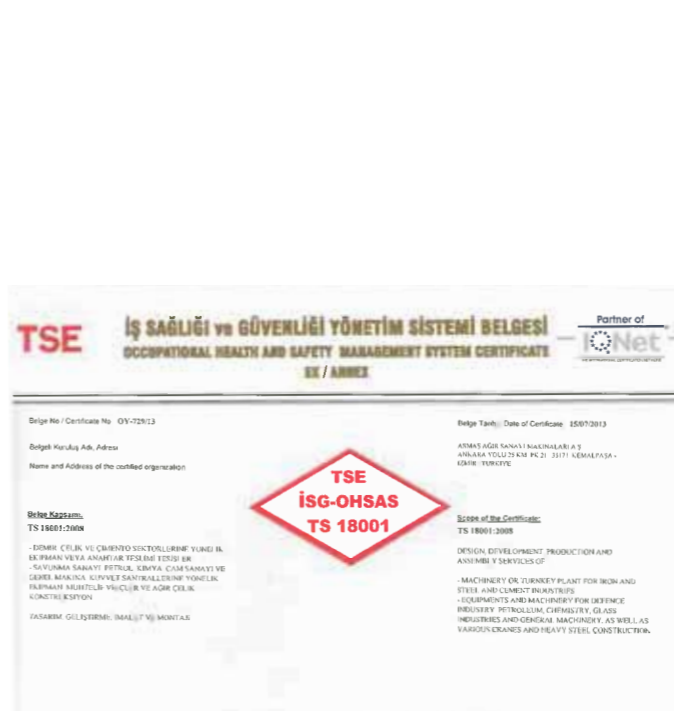 TSE
İŞ SAĞLIĞI ve GÜVENLİĞİ YÖNETİM SİSTEMİ BELGESİ
OCCUPATIONAL HEALTH AND SAFETY MANAGEMENT SYSTEM CERTIFICATE
EK / ANNEX
Partner of
IQNet
Belge No / Certificate No OY-729/13
Belgeli Kuruluş Adı, Adresi
Name and Address of the certified organization
Belge Tarihi / Date of Certificate 15/07/2013
ASMAŞ AĞIR SANAYİ MAKİNALARI A Ş
ANKARA YOLU 25 KM PK 21 KEMALPAŞA -
İZMİR / TURKIYE
TSE
İSG-OHSAS
TS 18001
Belge Kapsamı:
TS 18001:2008
- DEMİR ÇELİK VE ÇİMENTO SEKTÖRLERİNE YÖNELİK
EKİPMAN VEYA ANAHTAR TESLİMİ TESİSLER
- SAVUNMA SANAYİ PETROL, KİMYA, CAM SANAYİ VE
GENEL MAKİNA, KUVVET SANTRALLERİNE YÖNELİK
EKİPMAN MUHTELİF VİNÇLER VE AĞIR ÇELİK
KONSTRÜKSİYON
TASARIM, GELİŞTİRME, İMALAT VE MONTAJI
Scope of the Certificate:
TS 18001:2008
DESIGN, DEVELOPMENT, PRODUCTION AND
ASSEMBLY SERVICES OF
- MACHINERY OR TURNKEY PLANT FOR IRON AND
STEEL AND CEMENT INDUSTRIES
- EQUIPMENTS AND MACHINERY FOR DEFENCE
INDUSTRY PETROLEUM, CHEMISTRY, GLASS
INDUSTRIES AND GENERAL MACHINERY, AS WELL AS
VARIOUS CRANES AND HEAVY STEEL CONSTRUCTION.